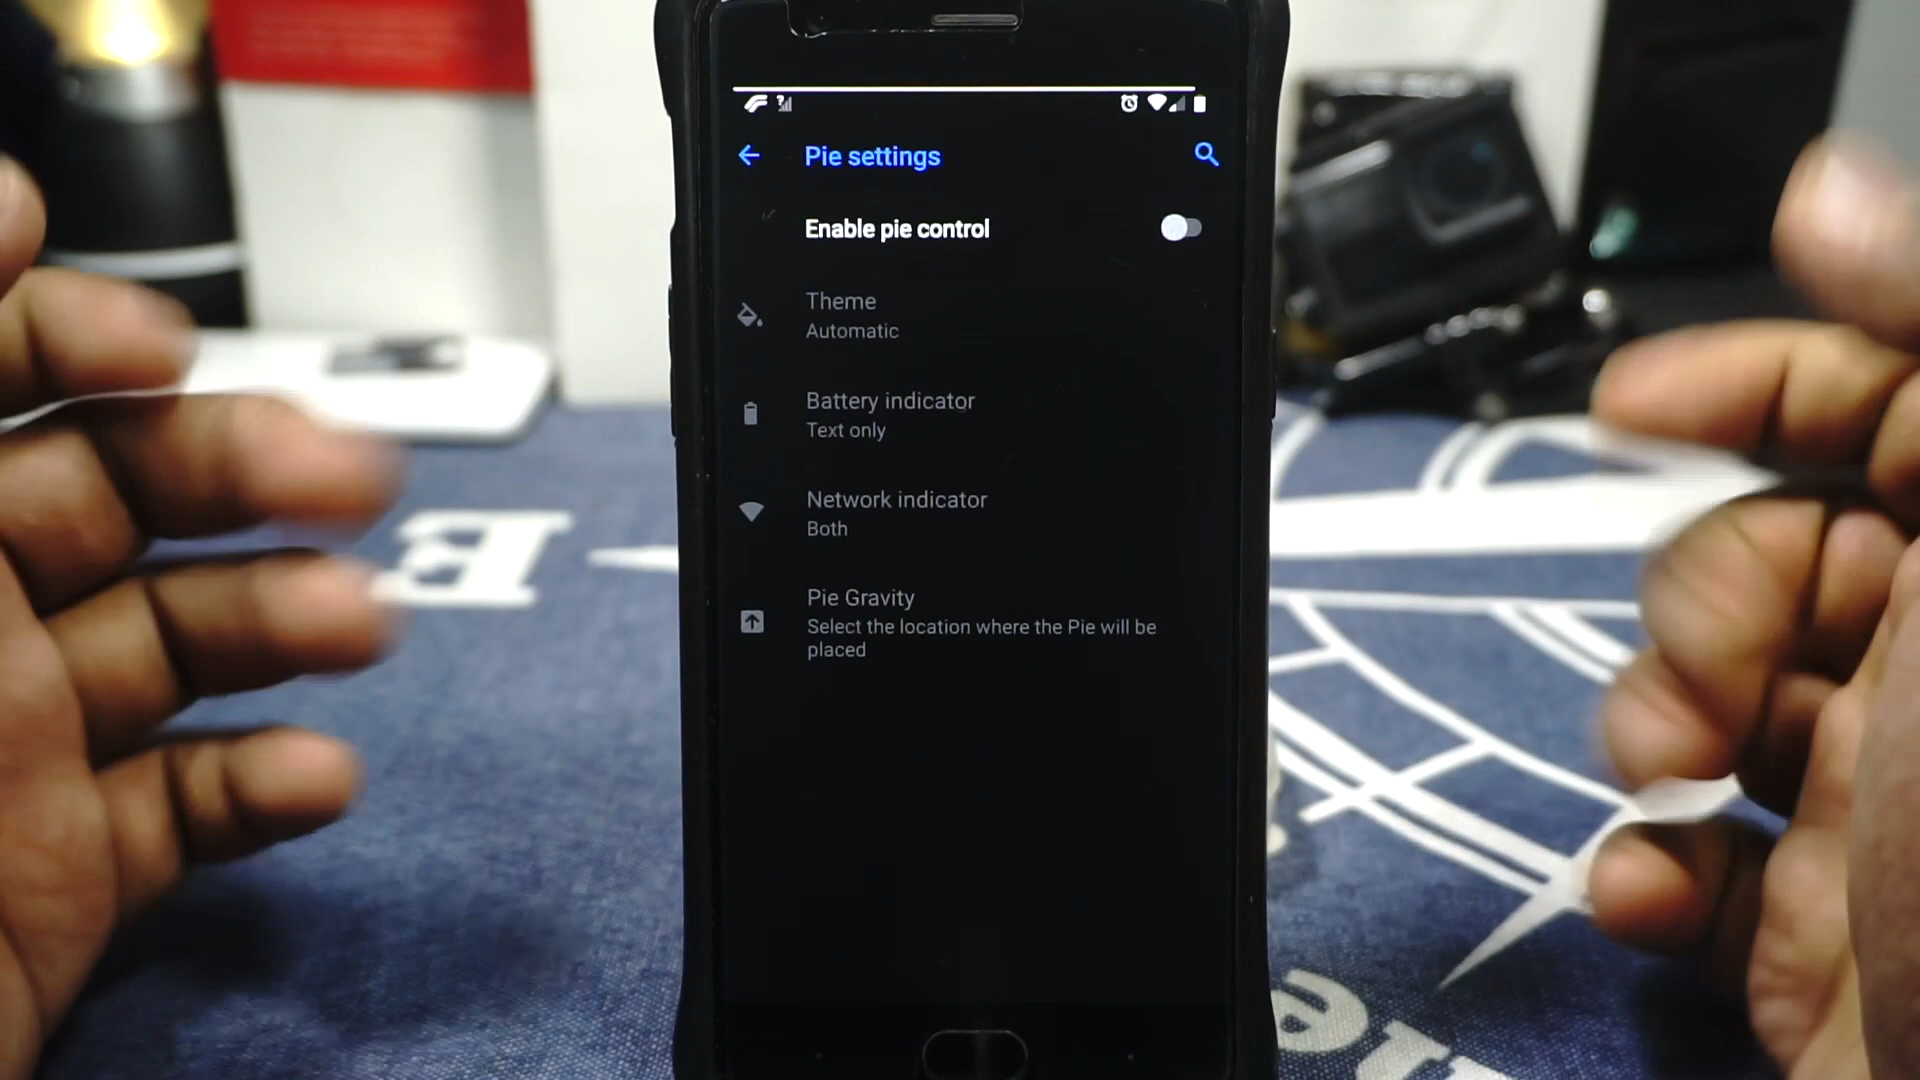 Pie settings
Enable pie control
Theme
Automatic
Battery indicator
Text only
Network indicator
Both
Pie Gravity
Select the location where the Pie will be
placed
E